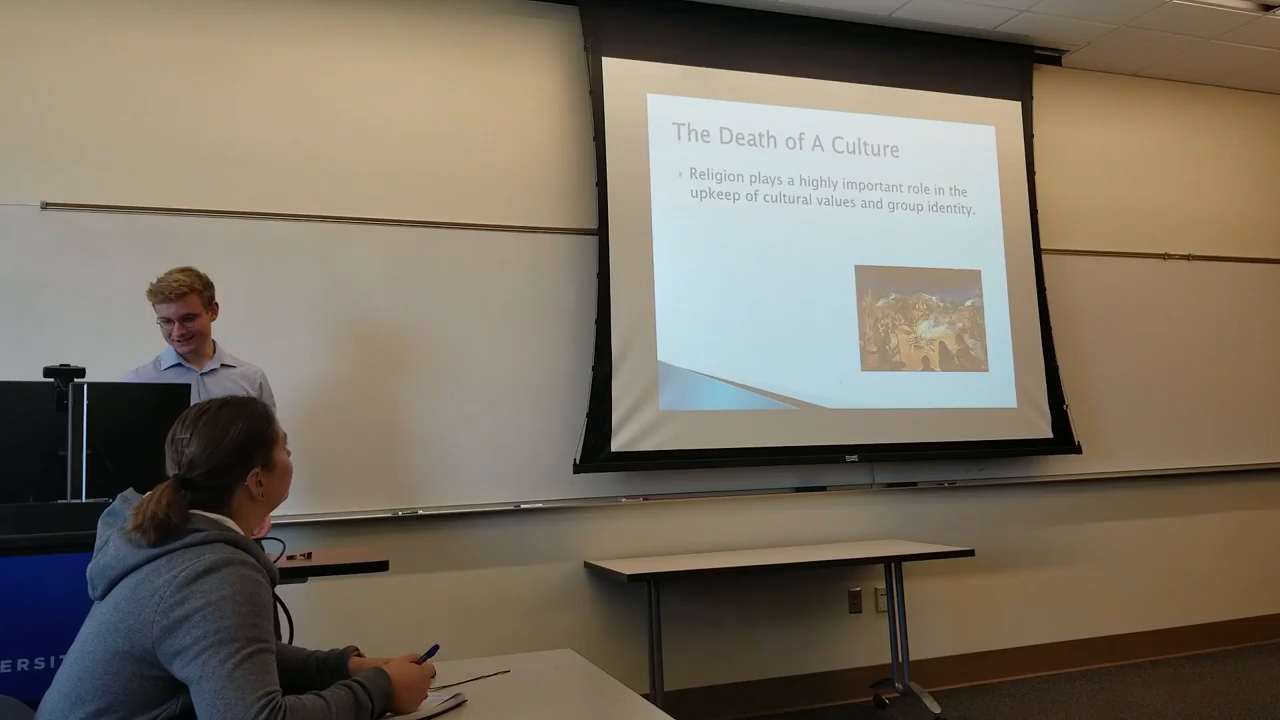 The Death of A Culture
Religion plays a highly important role in the
upkeep of cultural values and group identity.
ERSIT